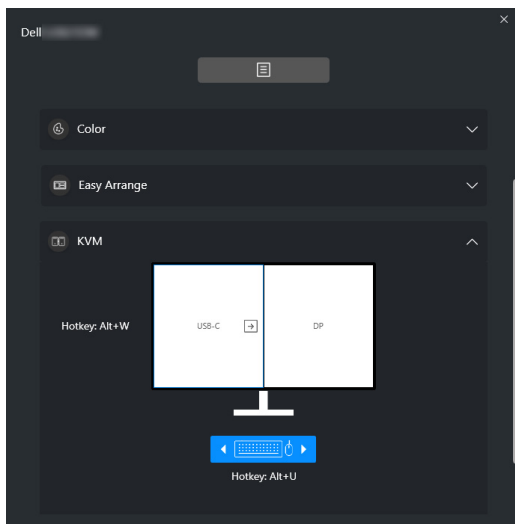 Dell
Color
Easy Arrange
KVM
Hotkey: Alt+W
USB-C
DP
Hotkey: Alt+U